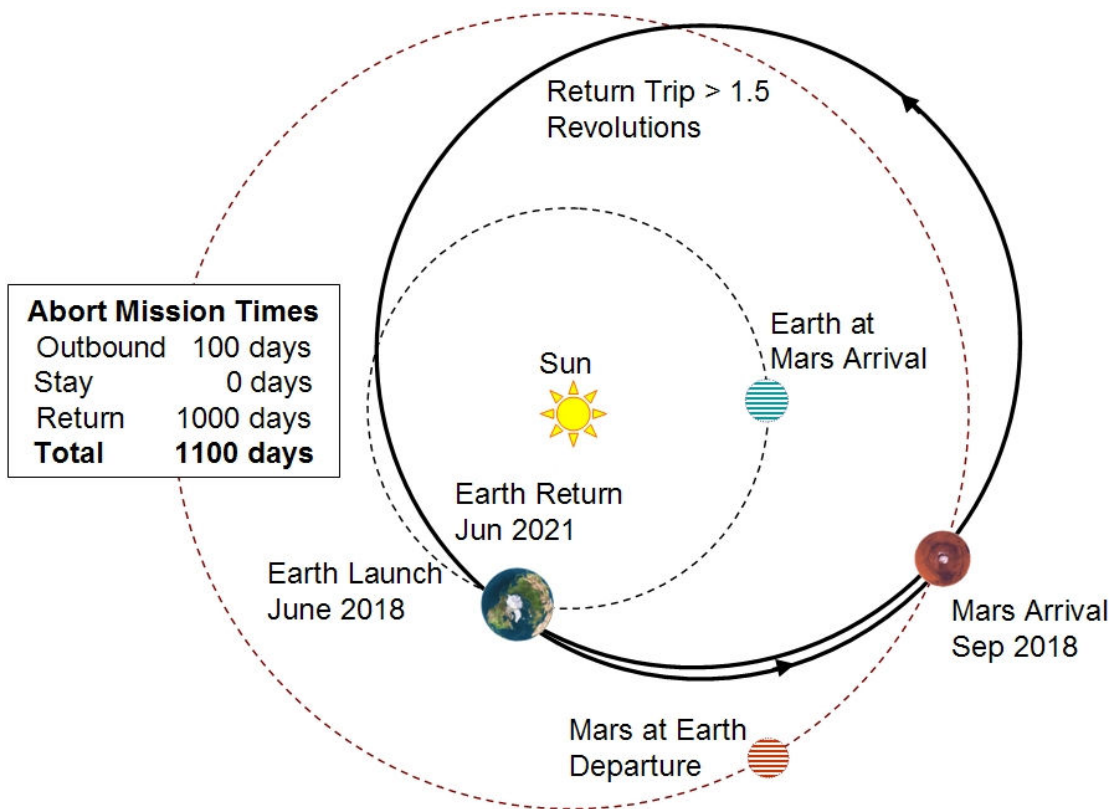 Return Trip > 1.5
Revolutions
Abort Mission Times
Outbound 100 days
Stay 0 days
Return 1000 days
Total 1100 days
Sun
Earth at
Mars Arrival
Earth Return
Jun 2021
Earth Launch
June 2018
Mars Arrival
Sep 2018
Mars at Earth
Departure